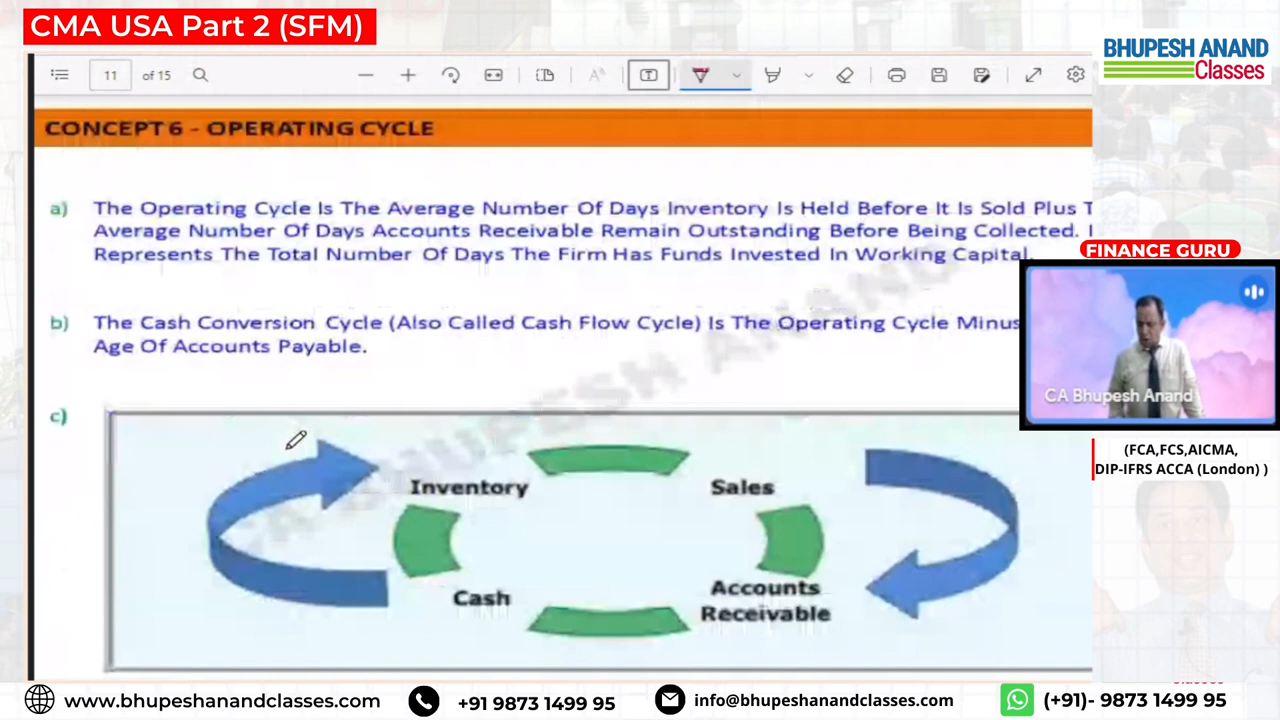 CMA USA Part 2 (SFM)
BHUPESH ANAND
Classes
11 of 15
CONCEPT 6 - OPERATING CYCLE
a) The Operating Cycle Is The Average Number Of Days Inventory Is Held Before It Is Sold Plus T
Average Number Of Days Accounts Receivable Remain Outstanding Before Being Collected. I
Represents The Total Number Of Days The Firm Has Funds Invested In Working Capital.
FINANCE GURU
b) The Cash Conversion Cycle (Also Called Cash Flow Cycle) Is The Operating Cycle Minus
Age Of Accounts Payable.
CA Bhupesh Anand
c)
CA BHUPESH ANAND
(FCA,FCS,AICMA,
DIP-IFRS ACCA (London) )
Inventory
Sales
Cash
Accounts
Receivable
Classes
www.bhupeshanandclasses.com
+91 9873 1499 95
info@bhupeshanandclasses.com
(+91)- 9873 1499 95